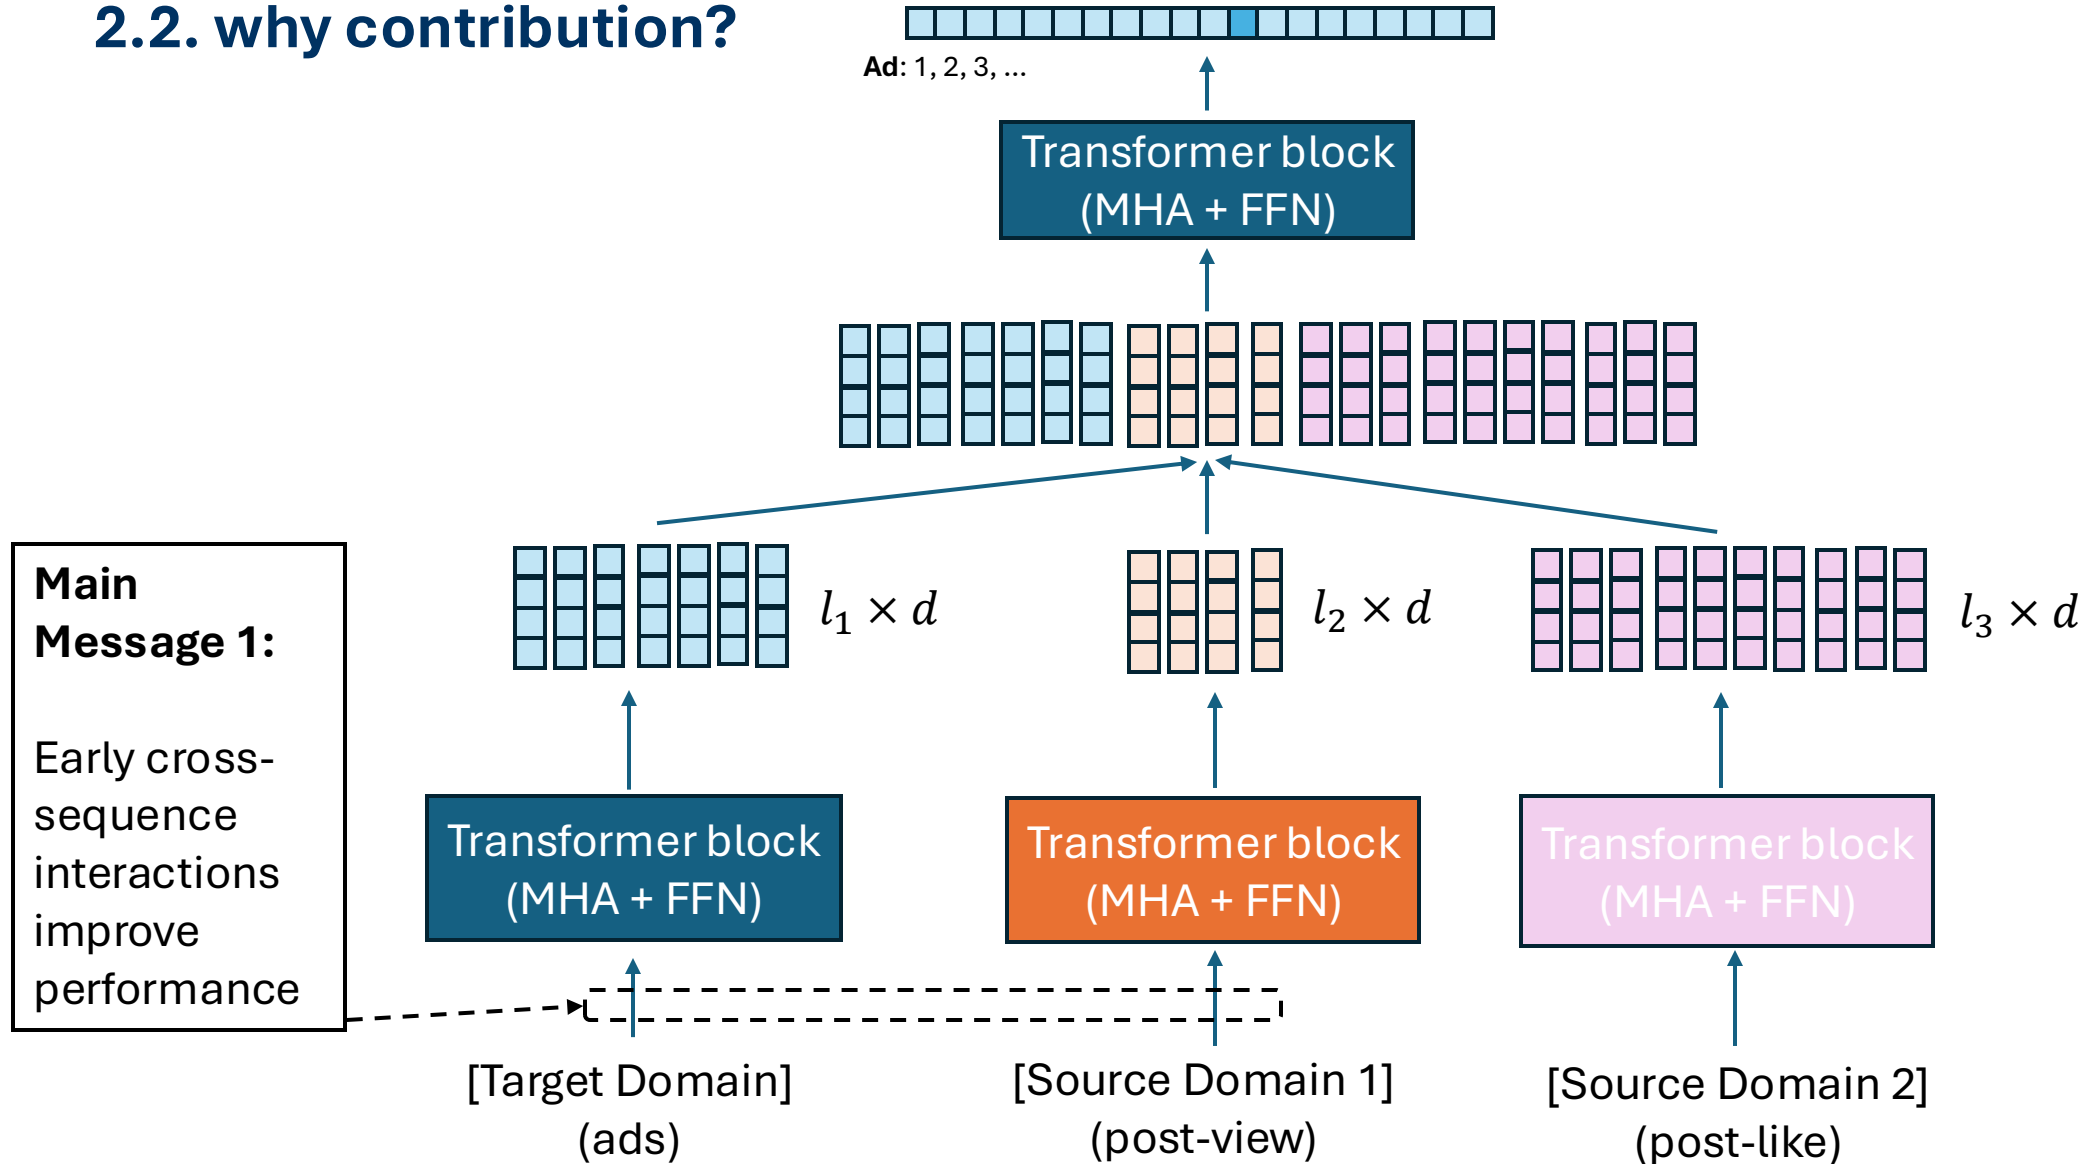 2.2. why contribution?
Ad: 1, 2, 3, ...
Transformer block
(MHA + FFN)
Main
Message 1:
Early cross-
sequence
interactions
improve
performance
l₁ × d
l₂ × d
l₃ × d
Transformer block
(MHA + FFN)
Transformer block
(MHA + FFN)
Transformer block
(MHA + FFN)
[Target Domain]
(ads)
[Source Domain 1]
(post-view)
[Source Domain 2]
(post-like)